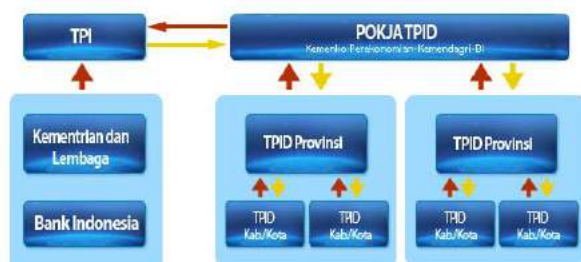 TPI
POKJA TPID
Kemenko Perekonomian-Kemendagri-BI
Kementrian dan
Lembaga
Bank Indonesia
TPID Provinsi
TPID
Kab./Kota
TPID
Kab./Kota
TPID Provinsi
TPID
Kab./Kota
TPID
Kab./Kota